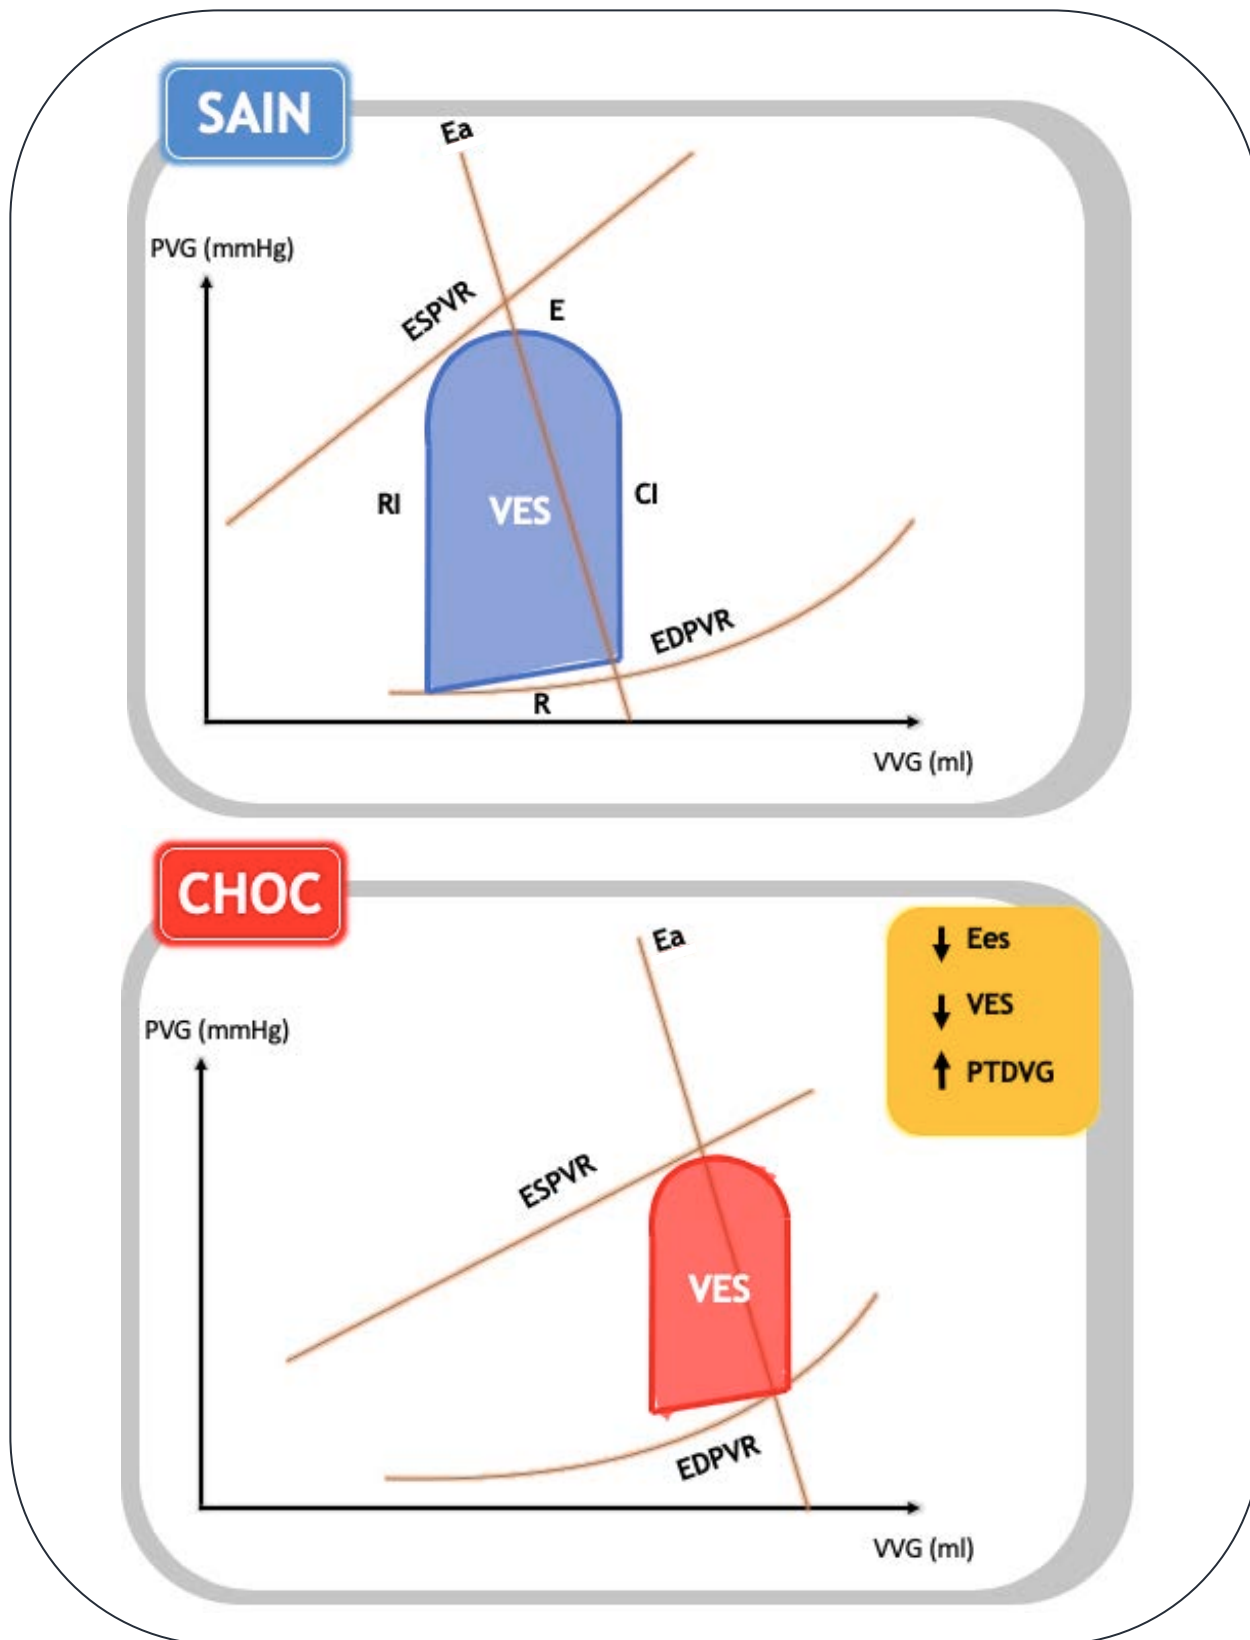 SAIN
Ea
PVG (mmHg)
ESPVR
E
RI
VES
CI
EDPVR
R
VVG (ml)
CHOC
Ea
↓ Ees
↓ VES
↑ PTDVG
PVG (mmHg)
ESPVR
VES
EDPVR
VVG (ml)